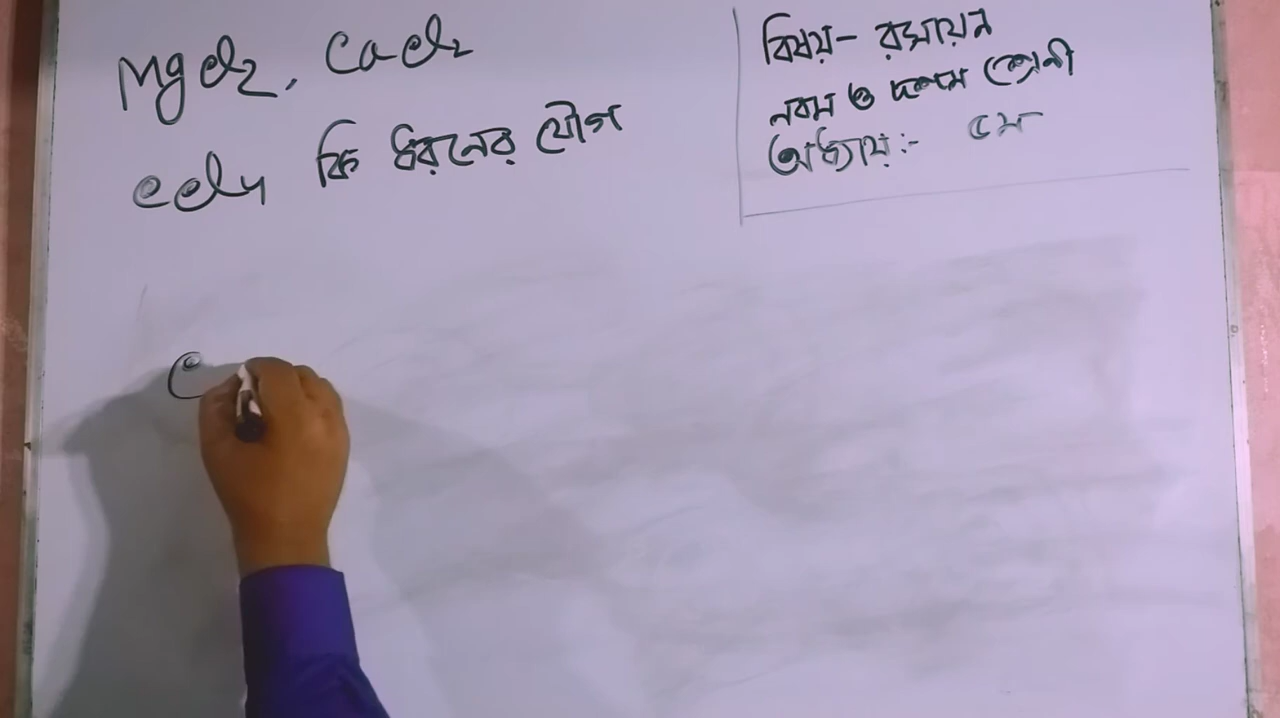 MgCl₂, CaCl₂
CCl₄ কি ধরনের যৌগ
বিষয়- রসায়ন
নবম ও দশম শ্রেণী
অধ্যায়:- ৫ম
C